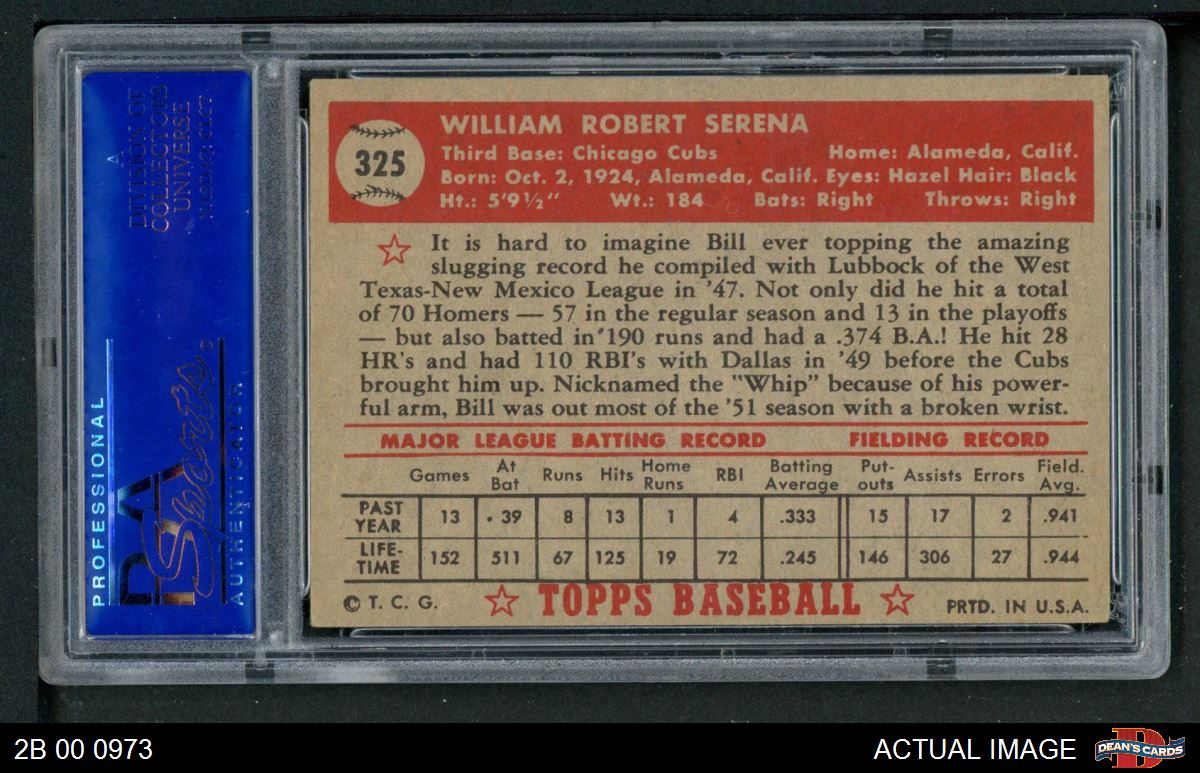 DIVISION OF
COLLECTORS
UNIVERSE
NASDAQ: CLCT
PROFESSIONAL
PSA
Sports
AUTHENTICATOR
325
WILLIAM ROBERT SERENA
Third Base: Chicago Cubs Home: Alameda, Calif.
Born: Oct. 2, 1924, Alameda, Calif. Eyes: Hazel Hair: Black
Ht.: 5'9½" Wt.: 184 Bats: Right Throws: Right
It is hard to imagine Bill ever topping the amazing
slugging record he compiled with Lubbock of the West
Texas-New Mexico League in '47. Not only did he hit a total
of 70 Homers — 57 in the regular season and 13 in the playoffs
— but also batted in 190 runs and had a .374 B.A.! He hit 28
HR's and had 110 RBI's with Dallas in '49 before the Cubs
brought him up. Nicknamed the "Whip" because of his power-
ful arm, Bill was out most of the '51 season with a broken wrist.
MAJOR LEAGUE BATTING RECORD FIELDING RECORD
Games At Bat Runs Hits Home Runs RBI Batting Average Put-outs Assists Errors Field. Avg.
PAST YEAR 13 39 8 13 1 4 .333 15 17 2 .941
LIFE-TIME 152 511 67 125 19 72 .245 146 306 27 .944
© T. C. G. TOPPS BASEBALL PRTD. IN U.S.A.
2B 00 0973 ACTUAL IMAGE DEAN'S CARDS